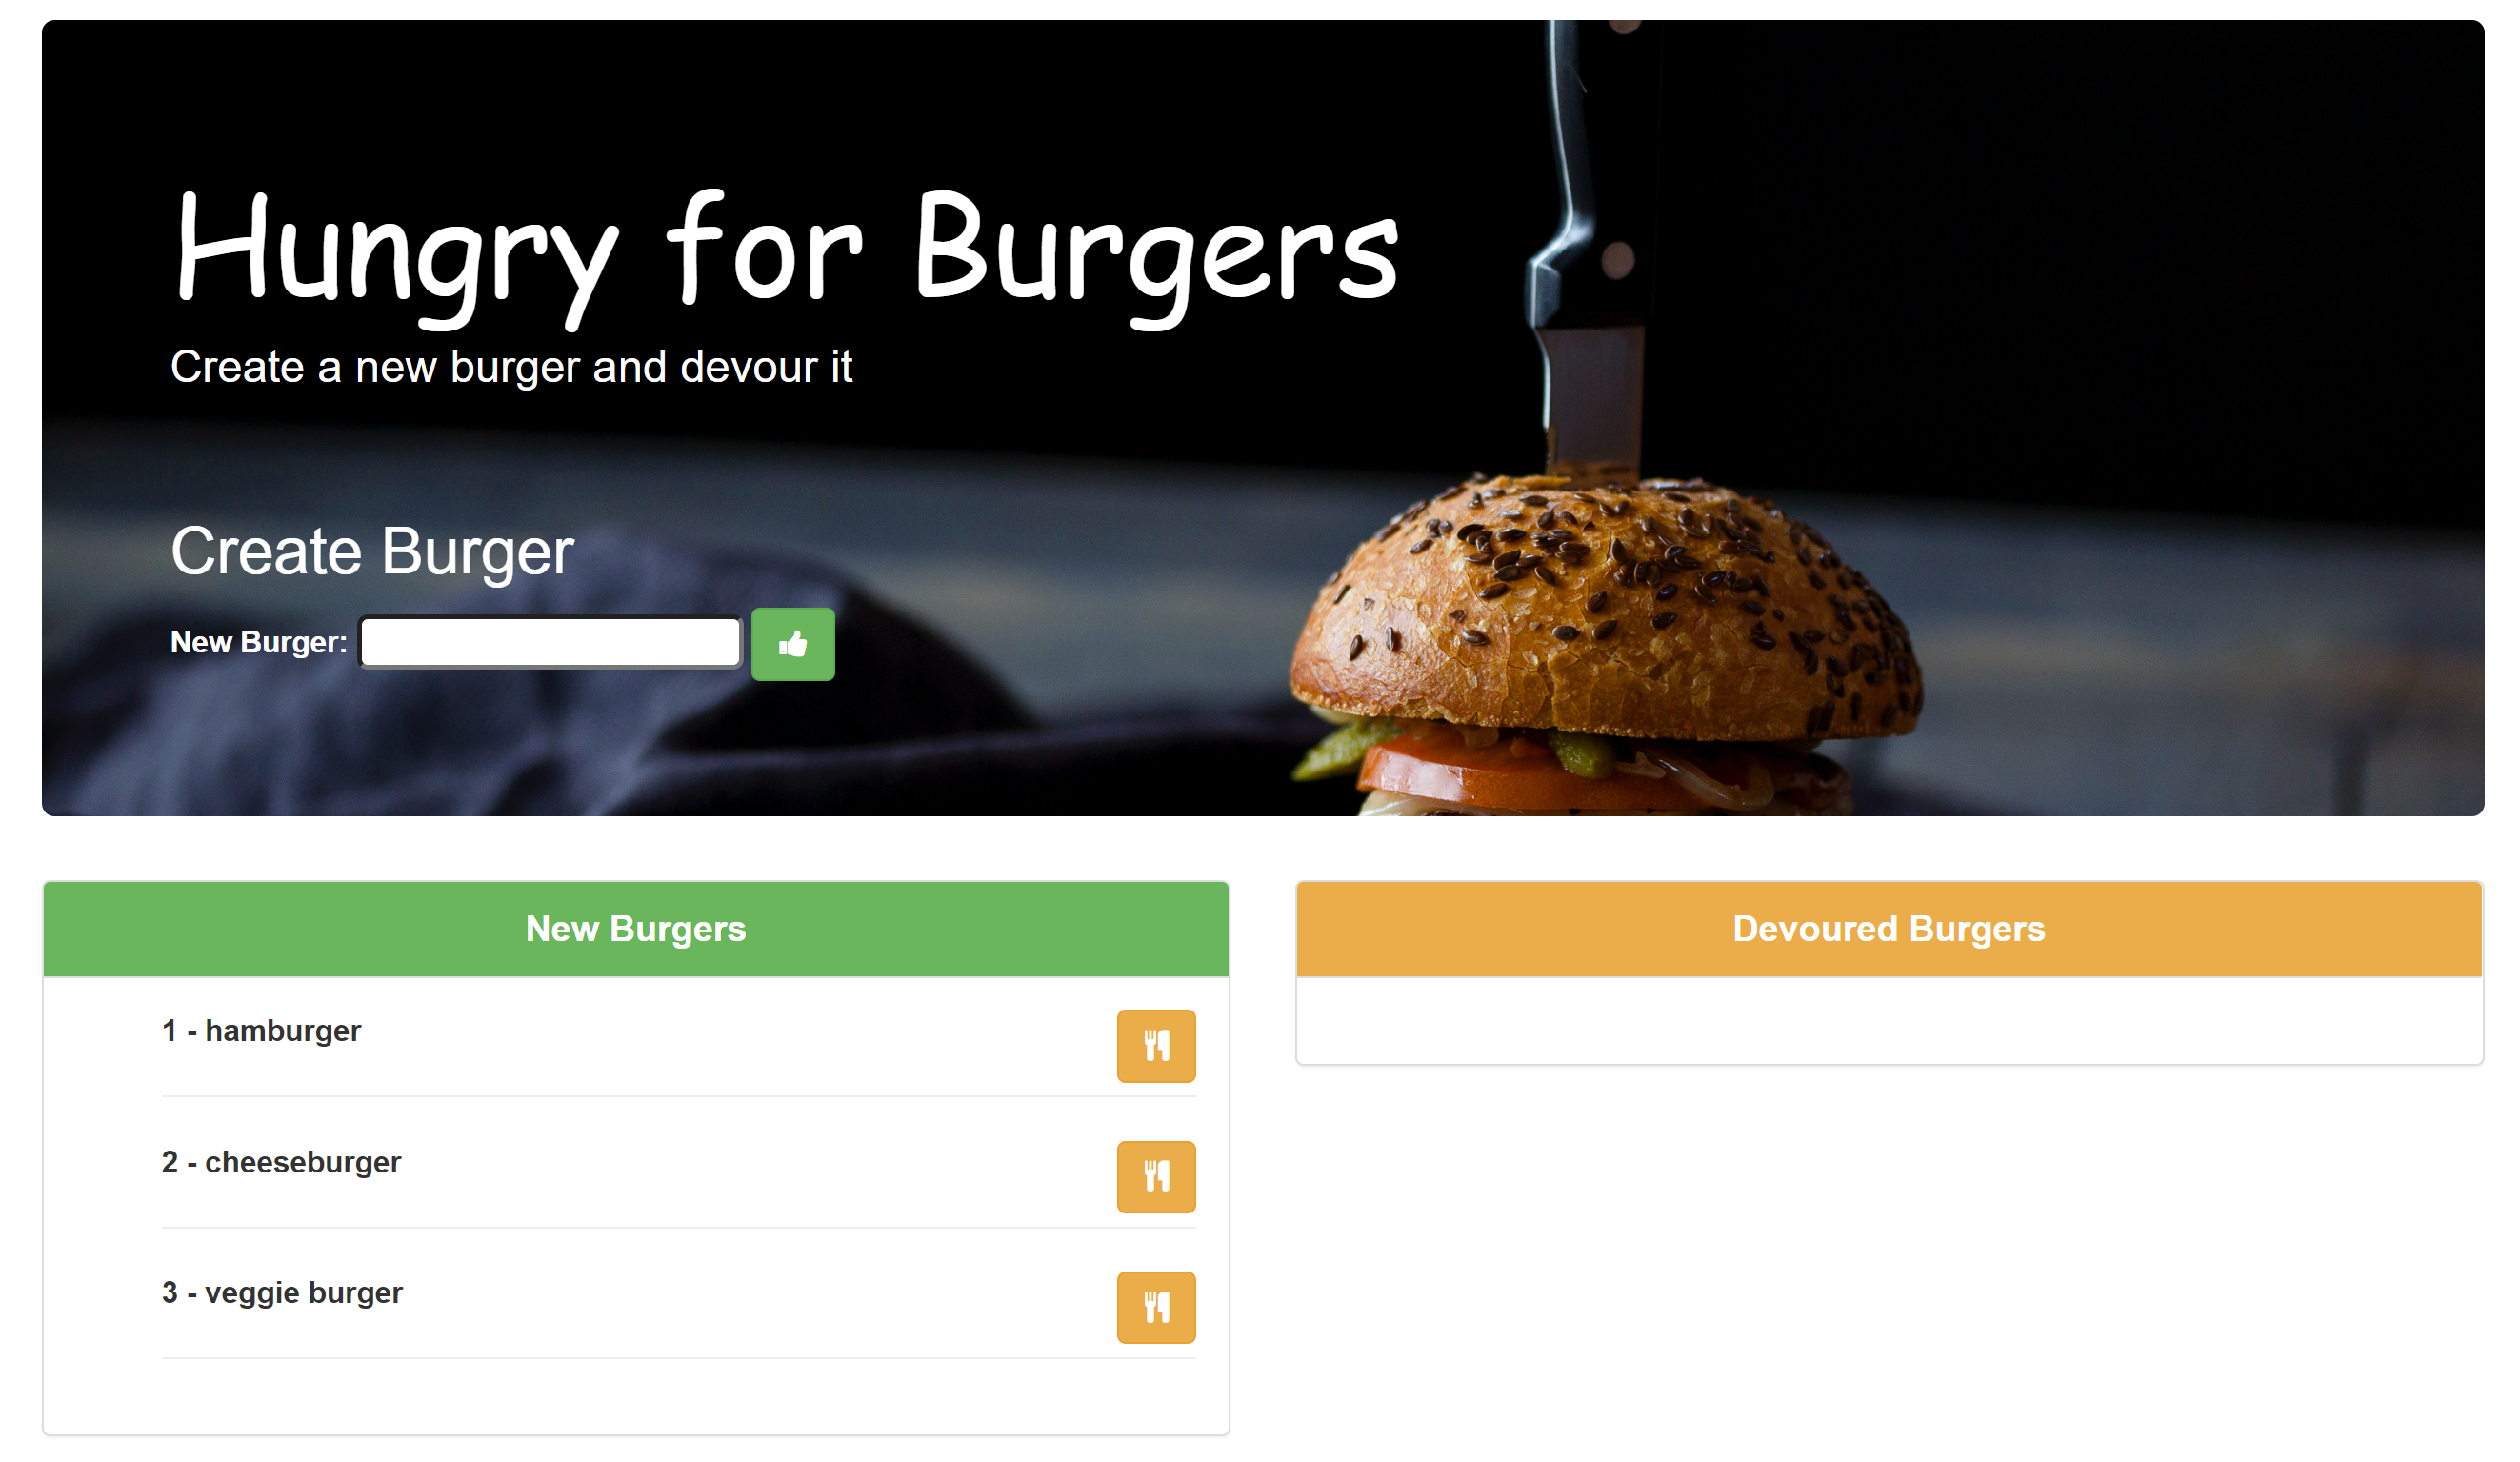 Hungry for Burgers
Create a new burger and devour it
Create Burger
New Burger:
New Burgers
1 - hamburger
2 - cheeseburger
3 - veggie burger
Devoured Burgers